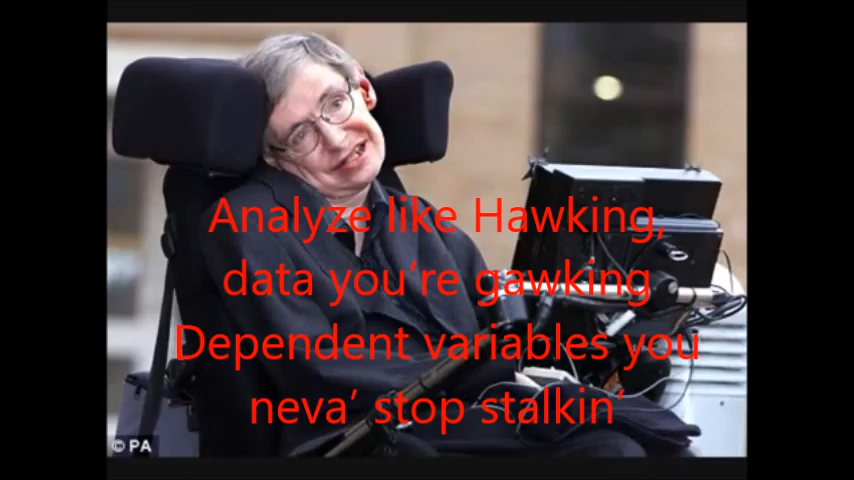 Analyze like Hawking,
data you're gawking
Dependent variables you
neva' stop stalkin'
© PA